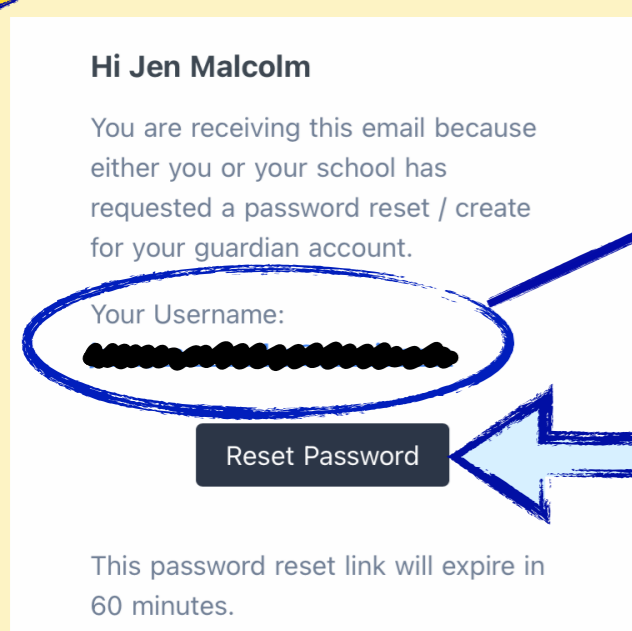 Hi Jen Malcolm
You are receiving this email because
either you or your school has
requested a password reset / create
for your guardian account.
Your Username:
Reset Password
This password reset link will expire in
60 minutes.